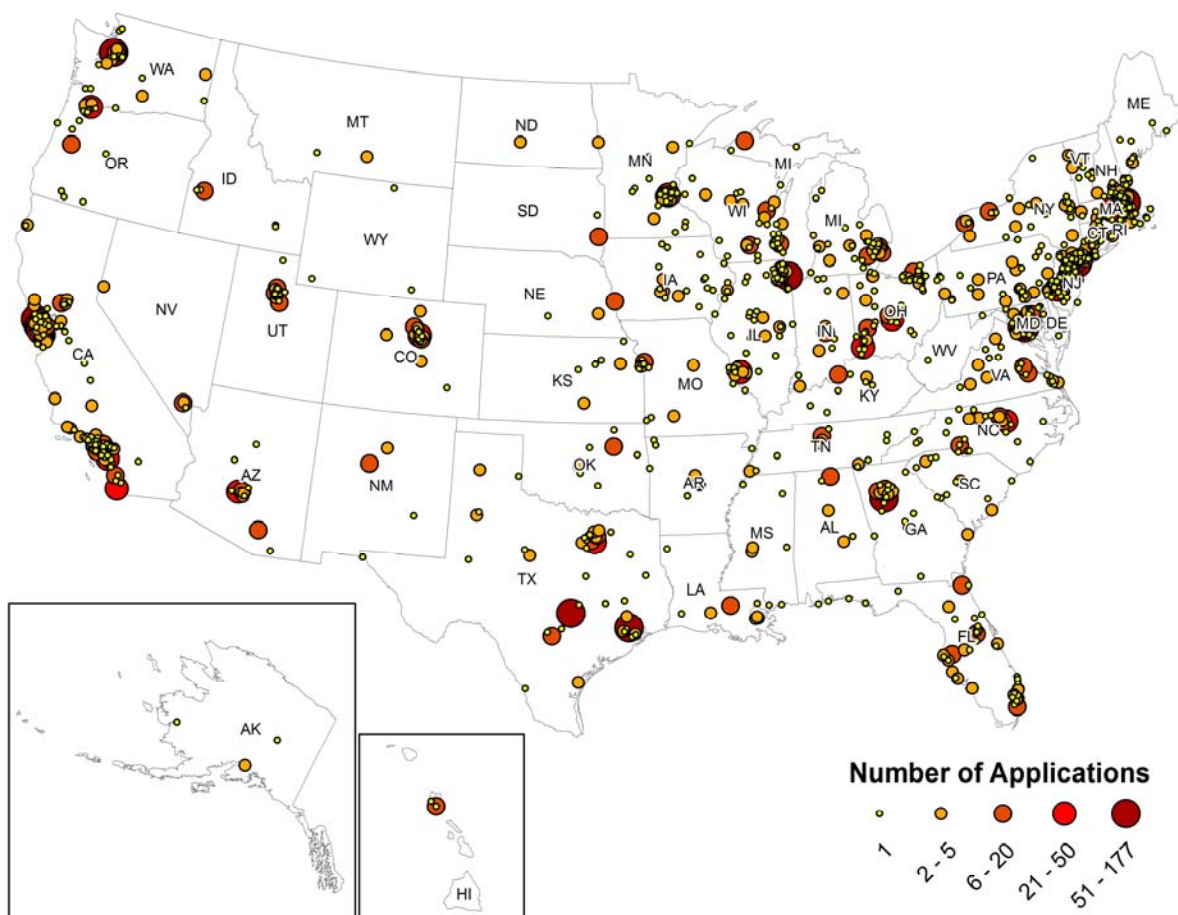 WA
ME
MT
ND
VT
MN
MI
NH
OR
ID
WI
NY
MA
SD
MI
CT RI
WY
IA
PA
NJ
NE
OH
NV
IL
IN
MD DE
UT
CO
WV
CA
VA
KS
MO
KY
NC
TN
OK
AZ
NM
AR
SC
AL
GA
MS
TX
LA
FL
AK
HI
Number of Applications
1
2 - 5
6 - 20
21 - 50
51 - 177